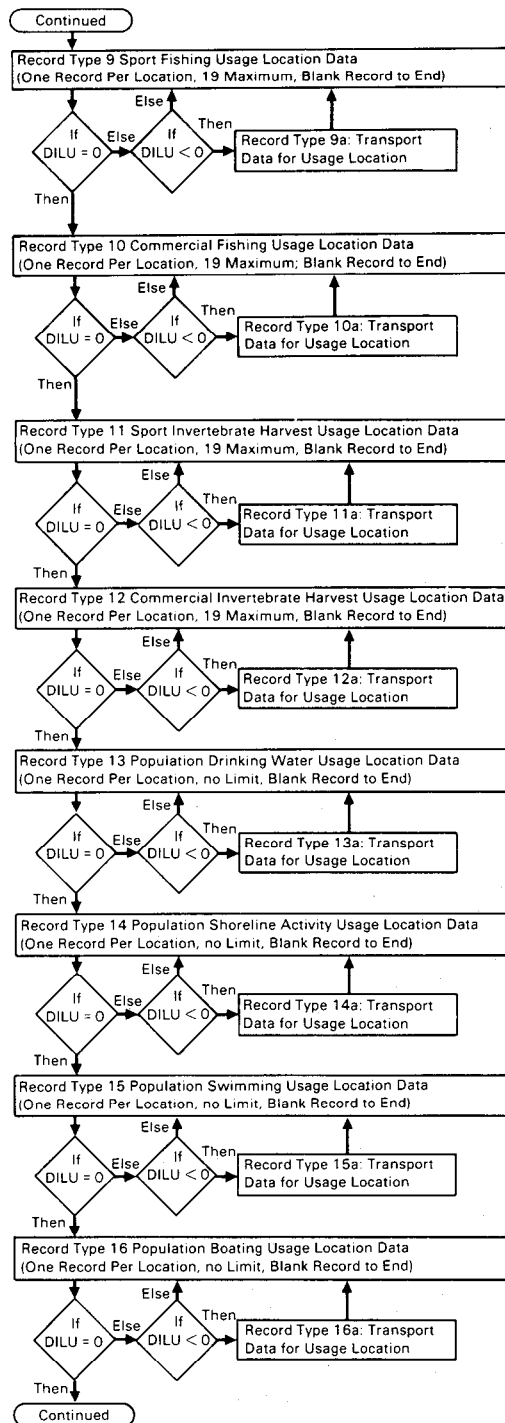 Continued
Record Type 9 Sport Fishing Usage Location Data
(One Record Per Location, 19 Maximum, Blank Record to End)
Else
If
DILU = 0
Else
If
DILU < 0
Then
Record Type 9a: Transport
Data for Usage Location
Then
Record Type 10 Commercial Fishing Usage Location Data
(One Record Per Location, 19 Maximum; Blank Record to End)
Else
If
DILU = 0
Else
If
DILU < 0
Then
Record Type 10a: Transport
Data for Usage Location
Then
Record Type 11 Sport Invertebrate Harvest Usage Location Data
(One Record Per Location, 19 Maximum, Blank Record to End)
Else
If
DILU = 0
Else
If
DILU < 0
Then
Record Type 11a: Transport
Data for Usage Location
Then
Record Type 12 Commercial Invertebrate Harvest Usage Location Data
(One Record Per Location, 19 Maximum, Blank Record to End)
Else
If
DILU = 0
Else
If
DILU < 0
Then
Record Type 12a: Transport
Data for Usage Location
Then
Record Type 13 Population Drinking Water Usage Location Data
(One Record Per Location, no Limit, Blank Record to End)
Else
If
DILU = 0
Else
If
DILU < 0
Then
Record Type 13a: Transport
Data for Usage Location
Then
Record Type 14 Population Shoreline Activity Usage Location Data
(One Record Per Location, no Limit, Blank Record to End)
Else
If
DILU = 0
Else
If
DILU < 0
Then
Record Type 14a: Transport
Data for Usage Location
Then
Record Type 15 Population Swimming Usage Location Data
(One Record Per Location, no Limit, Blank Record to End)
Else
If
DILU = 0
Else
If
DILU < 0
Then
Record Type 15a: Transport
Data for Usage Location
Then
Record Type 16 Population Boating Usage Location Data
(One Record Per Location, no Limit, Blank Record to End)
Else
If
DILU = 0
Else
If
DILU < 0
Then
Record Type 16a: Transport
Data for Usage Location
Then
Continued